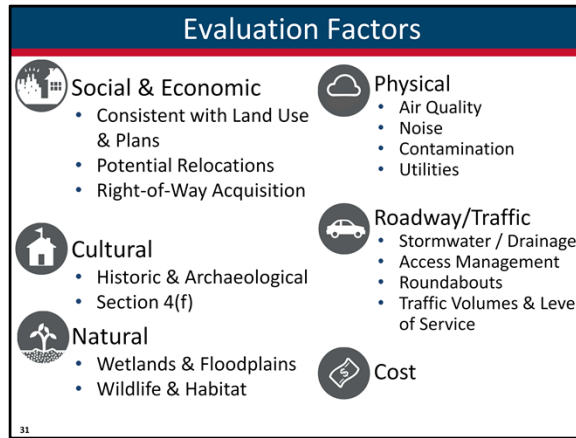 Evaluation Factors
Social & Economic
• Consistent with Land Use
& Plans
• Potential Relocations
• Right-of-Way Acquisition
Cultural
• Historic & Archaeological
• Section 4(f)
Natural
• Wetlands & Floodplains
• Wildlife & Habitat
Physical
• Air Quality
• Noise
• Contamination
• Utilities
Roadway/Traffic
• Stormwater / Drainage
• Access Management
• Roundabouts
• Traffic Volumes & Level
of Service
$
Cost
31